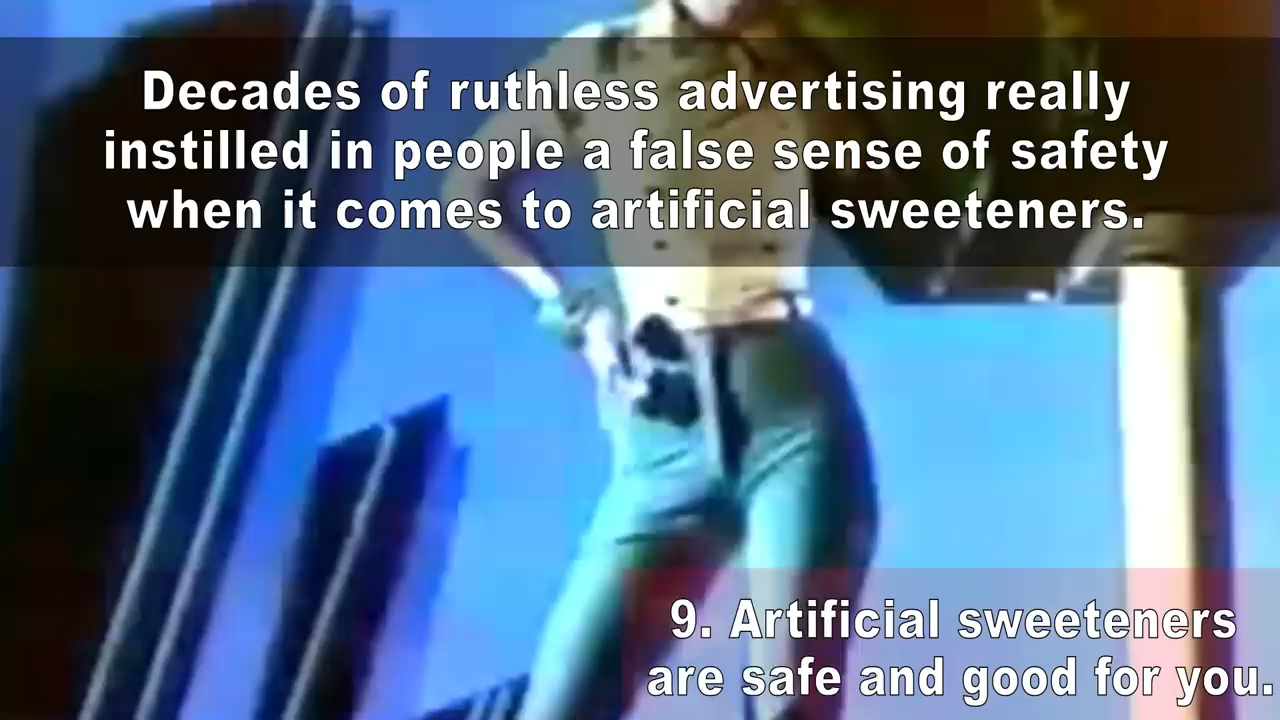 Decades of ruthless advertising really
instilled in people a false sense of safety
when it comes to artificial sweeteners.
9. Artificial sweeteners
are safe and good for you.